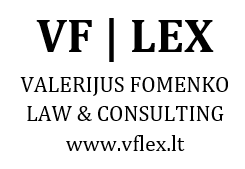 VF | LEX
VALERIJUS FOMENKO
LAW & CONSULTING
www.vflex.lt